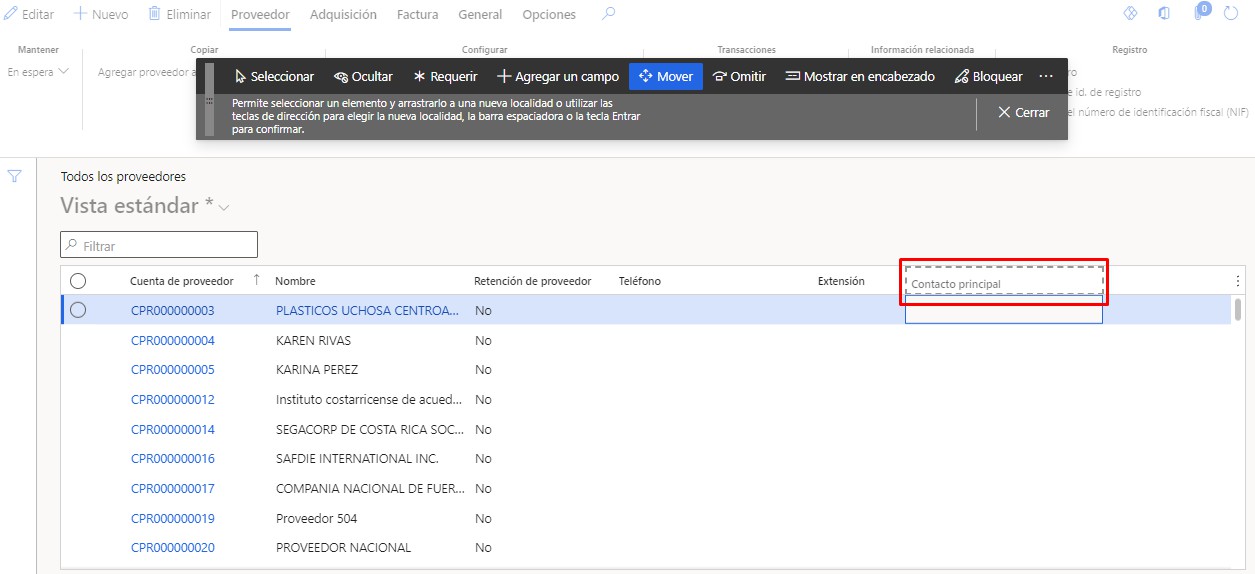 Editar Nuevo Eliminar Proveedor Adquisición Factura General Opciones 0
Mantener Copiar Configurar Transacciones Información relacionada Registro
En espera Agregar proveedor a
ro
e id. de registro
el número de identificación fiscal (NIF)
Seleccionar Ocultar Requerir Agregar un campo Mover Omitir Mostrar en encabezado Bloquear ···
Permite seleccionar un elemento y arrastrarlo a una nueva localidad o utilizar las
teclas de dirección para elegir la nueva localidad, la barra espaciadora o la tecla Entrar
para confirmar.
Cerrar
Todos los proveedores
Vista estándar *
Filtrar
Cuenta de proveedor ↑ Nombre Retención de proveedor Teléfono Extensión Contacto principal
CPR000000003 PLASTICOS UCHOSA CENTROA... No
CPR000000004 KAREN RIVAS No
CPR000000005 KARINA PEREZ No
CPR000000012 Instituto costarricense de acued... No
CPR000000014 SEGACORP DE COSTA RICA SOC... No
CPR000000016 SAFDIE INTERNATIONAL INC. No
CPR000000017 COMPANIA NACIONAL DE FUER... No
CPR000000019 Proveedor 504 No
CPR000000020 PROVEEDOR NACIONAL No